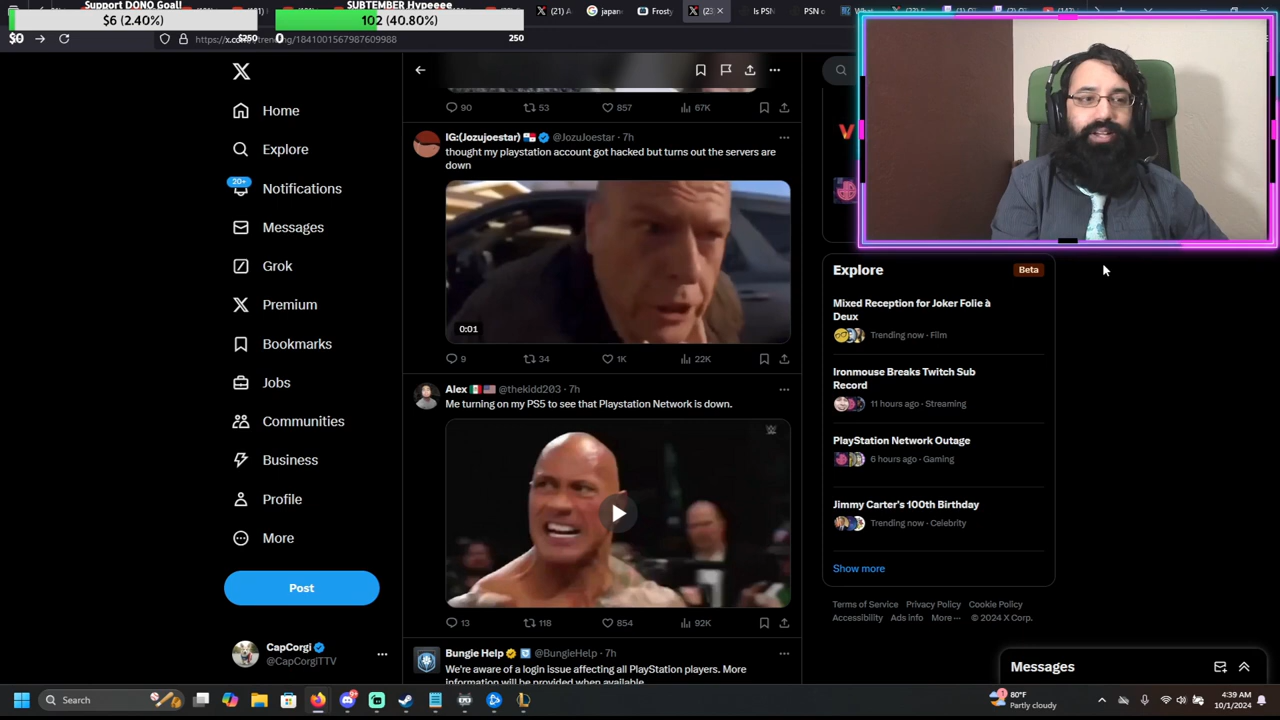 Support DONO Goal!
$6 (2.40%)
$0
$250
SUBTEMBER Hypeeee
102 (40.80%)
0
250
(21)
japan
Frosty
(23
PSN
PSN o
https://x.com/trending/1841001567987609988
Home
Explore
20+
Notifications
Messages
Grok
Premium
Bookmarks
Jobs
Communities
Business
Profile
More
Post
CapCorgi
@CapCorgiTTV
90 53 857 67K
IG:(Jozujoestar) @JozuJoestar · 7h
thought my playstation account got hacked but turns out the servers are
down
0:01
9 34 1K 22K
Alex @thekidd203 · 7h
Me turning on my PS5 to see that Playstation Network is down.
13 118 854 92K
Bungie Help @BungieHelp · 7h
We're aware of a login issue affecting all PlayStation players. More
information will be provided when available.
Explore
Beta
Mixed Reception for Joker Folie à
Deux
Trending now · Film
Ironmouse Breaks Twitch Sub
Record
11 hours ago · Streaming
PlayStation Network Outage
6 hours ago · Gaming
Jimmy Carter's 100th Birthday
Trending now · Celebrity
Show more
Terms of Service Privacy Policy Cookie Policy
Accessibility Ads info More ··· © 2024 X Corp.
Messages
Search
80°F
Partly cloudy
4:39 AM
10/1/2024